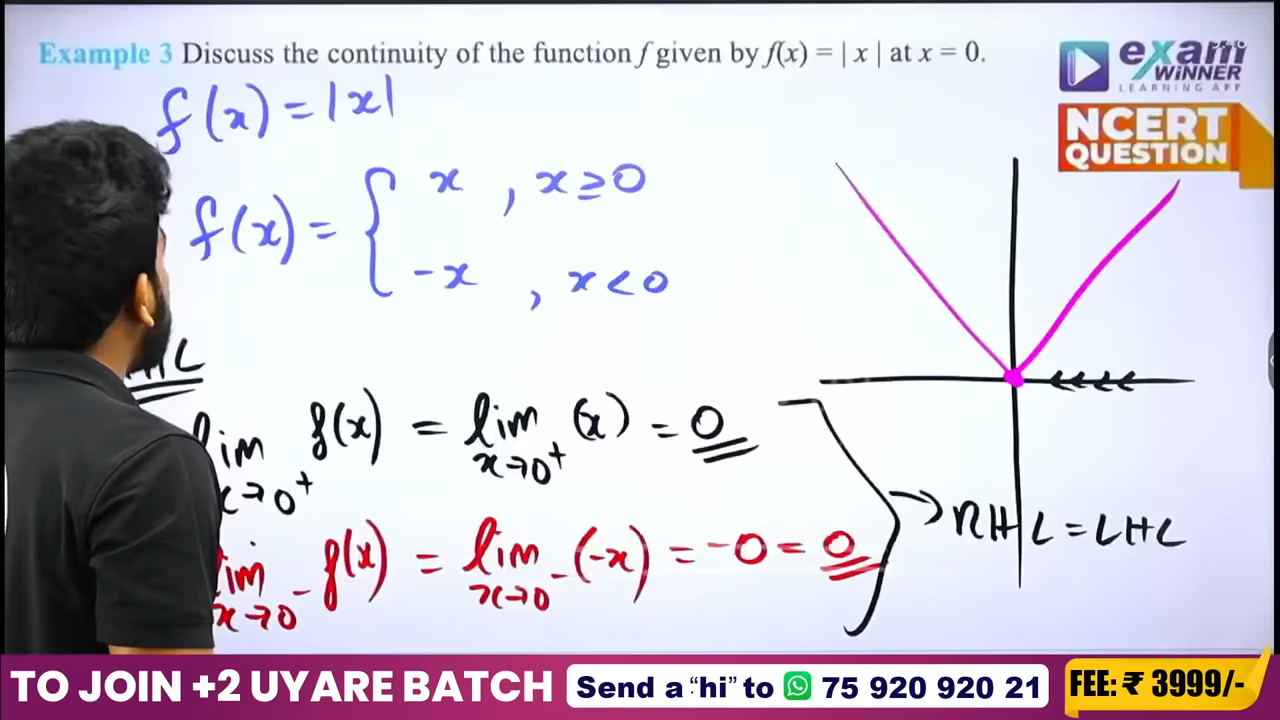 Example 3 Discuss the continuity of the function f given by f(x) = | x | at x = 0.
exam
WiNNER
LEARNING APP
NCERT
QUESTION
f(x) = |x|
f(x) = { x , x ≥ 0
-x , x < 0
HL
lim f(x) = lim (x) = 0
x→0⁺ x→0⁺
lim f(x) = lim (-x) = -0 = 0
x→0⁻ x→0⁻
→ RHL = LHL
TO JOIN +2 UYARE BATCH
Send a “hi” to 75 920 920 21
FEE: ₹ 3999/-